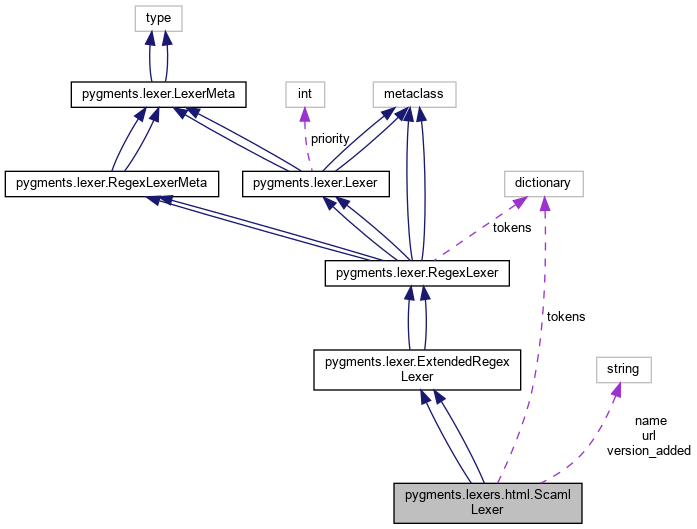 type
pygments.lexer.LexerMeta
int
metaclass
priority
pygments.lexer.RegexLexerMeta
pygments.lexer.Lexer
dictionary
tokens
pygments.lexer.RegexLexer
tokens
pygments.lexer.ExtendedRegex
Lexer
string
name
url
version_added
pygments.lexers.html.Scaml
Lexer